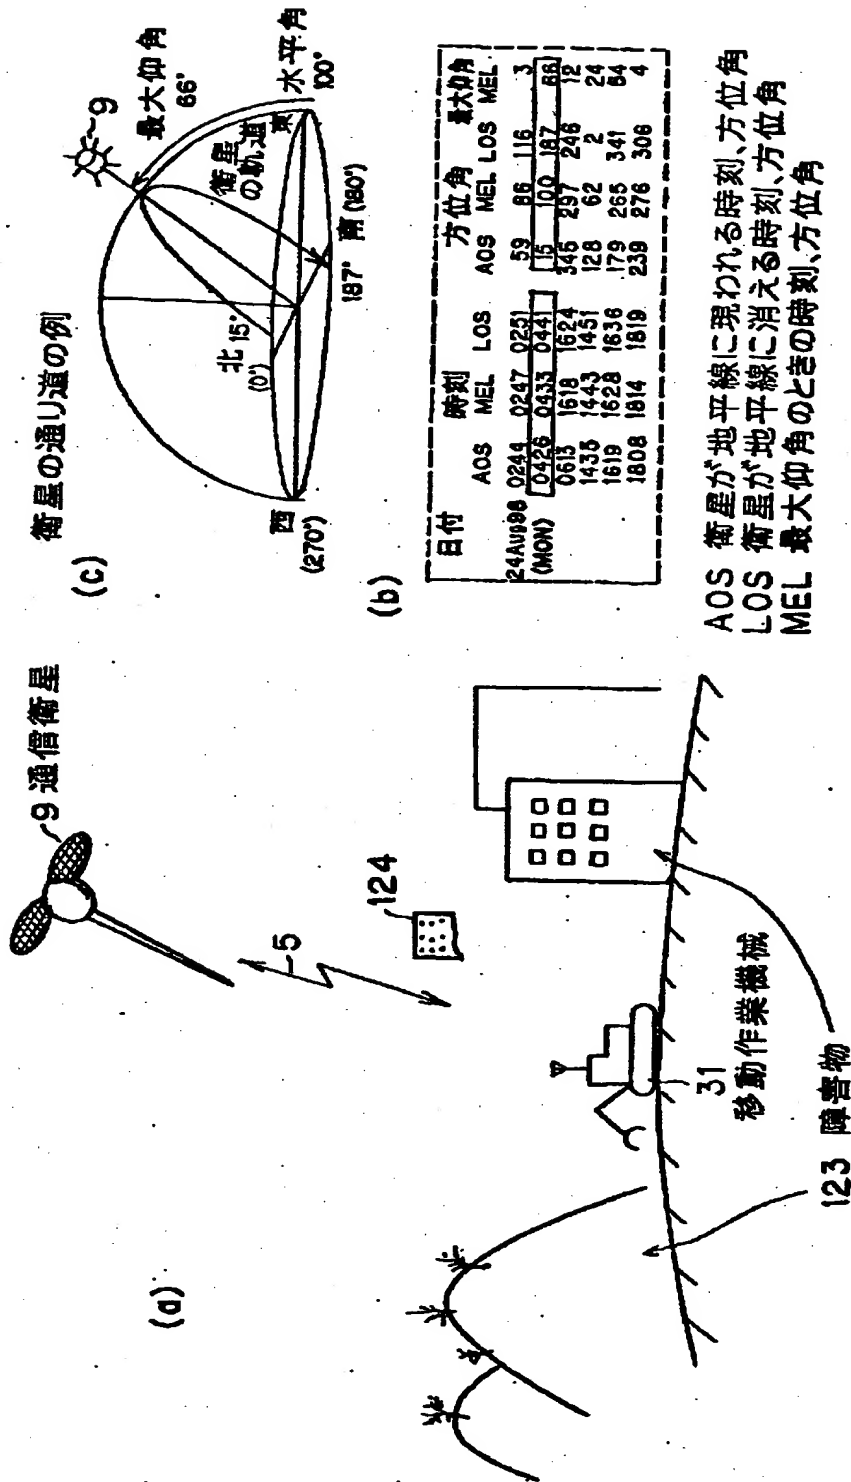 (a)
9 通信衛星
5
124
31
移動作業機械
123 障害物
(b)
日付 時刻 方位角 最大仰角
AOS MEL LOS AOS MEL LOS MEL
24AUG98 0244 0247 0251 59 86 116 3
(MON) 0426 0433 0441 15 100 187 66
0613 1618 1624 346 297 246 12
1435 1443 1451 128 62 2 24
1619 1628 1636 179 265 341 64
1808 1814 1819 239 276 306 4
AOS 衛星が地平線に現われる時刻、方位角
LOS 衛星が地平線に消える時刻、方位角
MEL 最大仰角のときの時刻、方位角
(c)
衛星の通り道の例
9
最大仰角
66°
衛星
の軌道
東
水平角
100°
北 15°
(0°)
187° 南 (180°)
西
(270°)